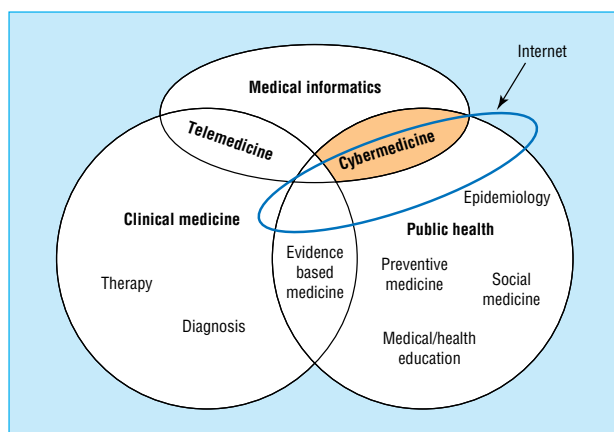 Internet
Medical informatics
Telemedicine
Cybermedicine
Epidemiology
Clinical medicine
Public health
Evidence
based
medicine
Preventive
medicine
Therapy
Social
medicine
Diagnosis
Medical/health
education